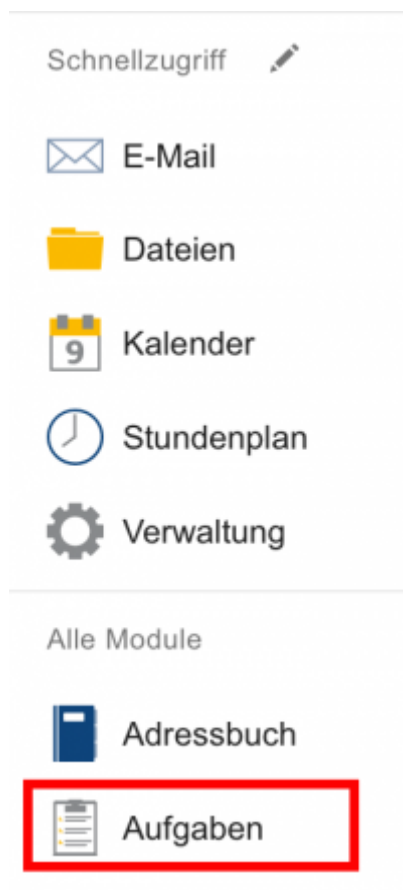 Schnellzugriff
E-Mail
Dateien
9
Kalender
Stundenplan
Verwaltung
Alle Module
Adressbuch
Aufgaben